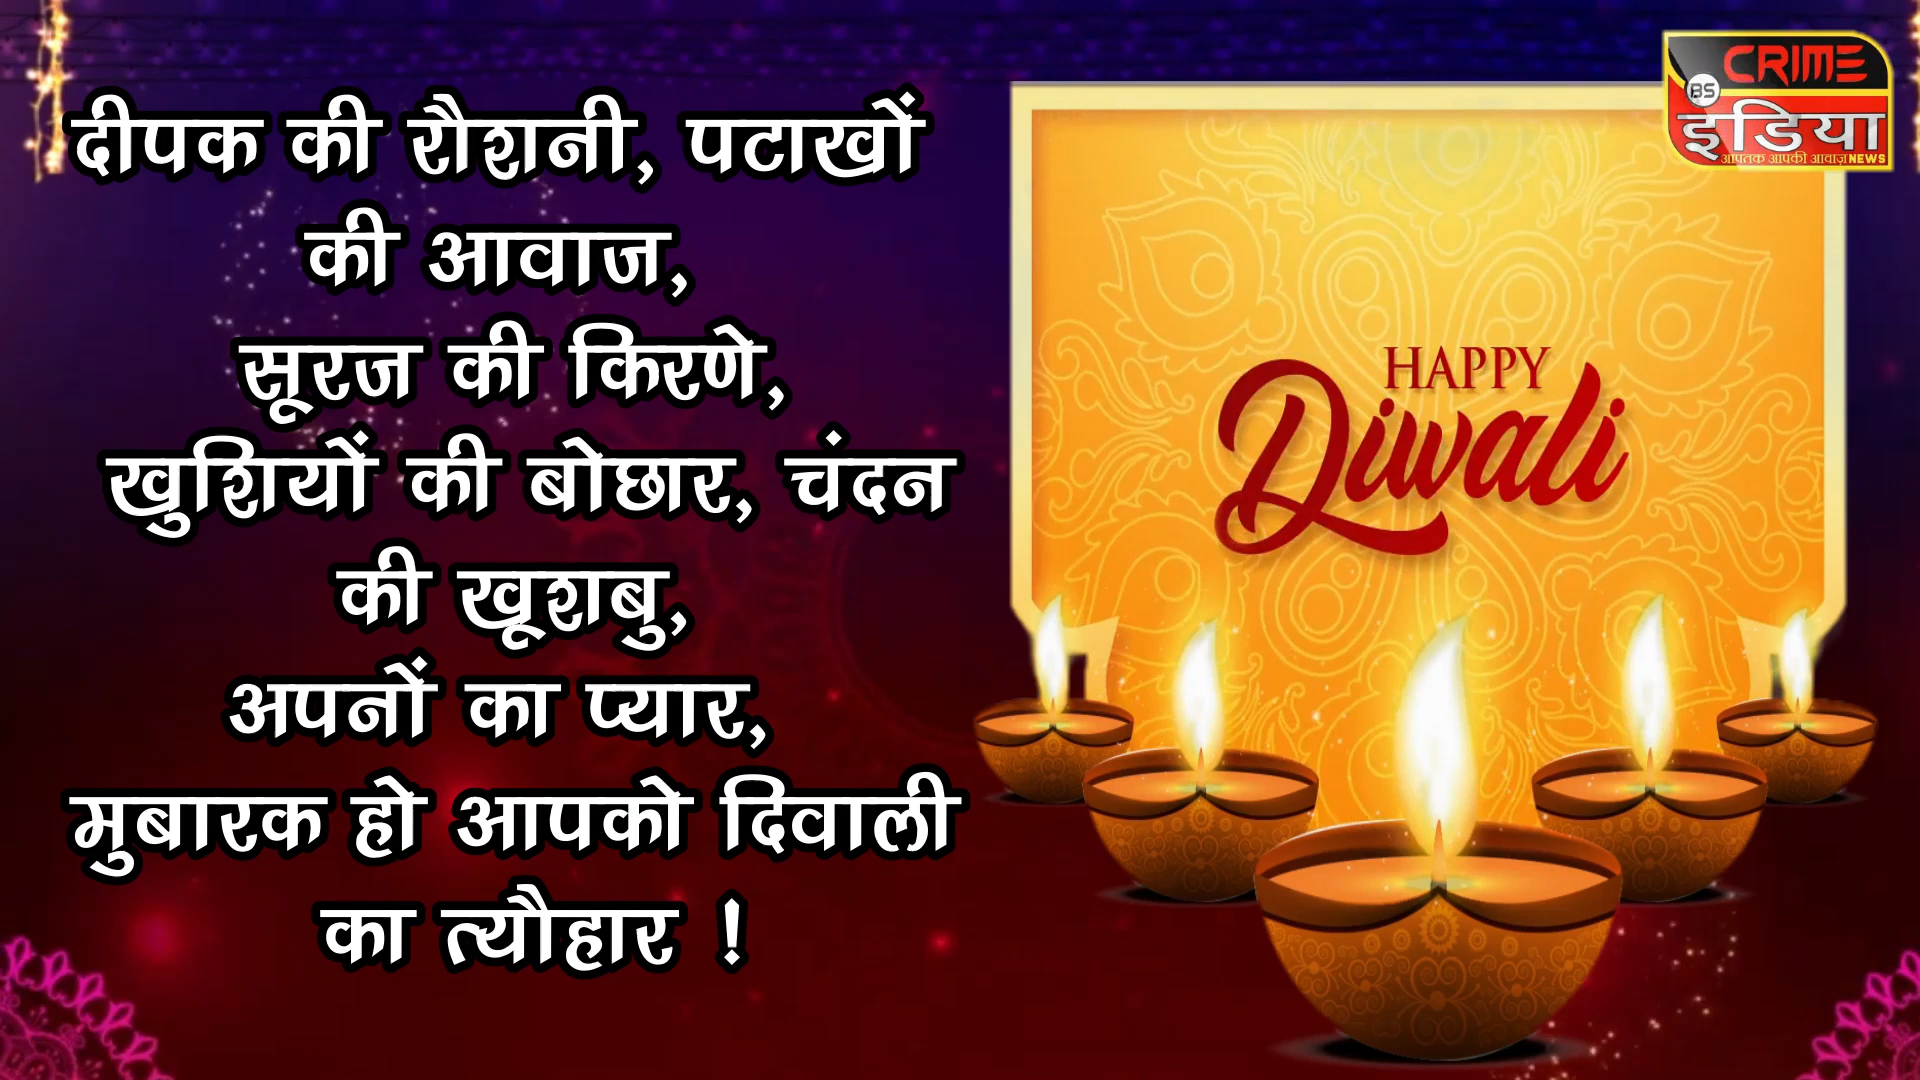 दीपक की रौशनी, पटाखों
की आवाज,
सूरज की किरणे,
खुशियों की बोछार, चंदन
की खूशबु,
अपनों का प्यार,
मुबारक हो आपको दिवाली
का त्यौहार !
HAPPY
Diwali
CRIME
BS
इंडिया
आपतक आपकी आवाज़ NEWS